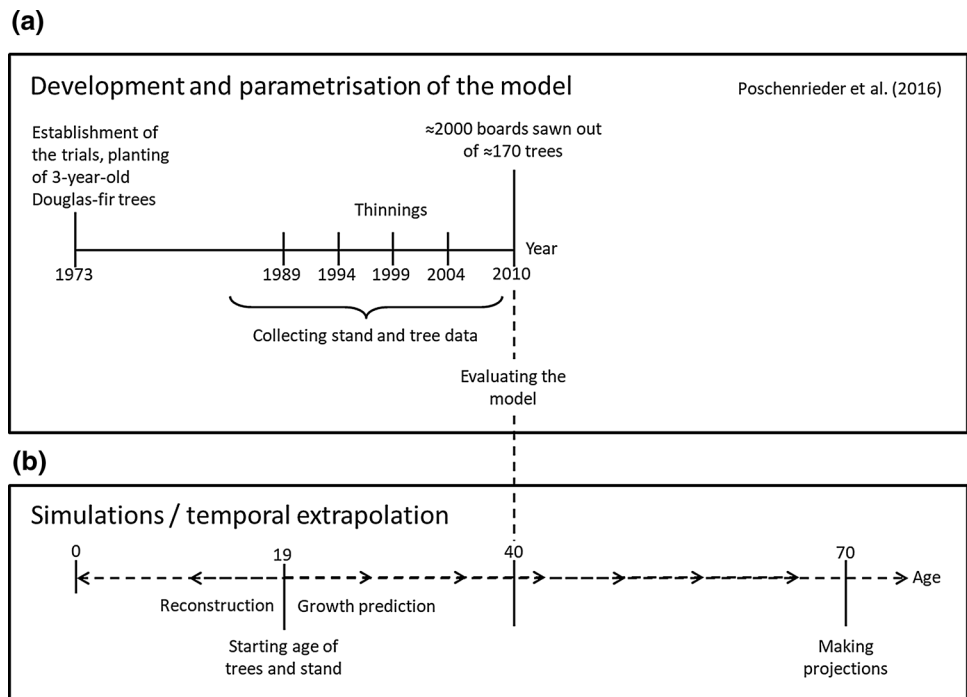 (a)
Development and parametrisation of the model
Poschenrieder et al. (2016)
Establishment of
the trials, planting
of 3-year-old
Douglas-fir trees
≈2000 boards sawn out
of ≈170 trees
Thinnings
Year
1973
1989
1994
1999
2004
2010
Collecting stand and tree data
Evaluating the
model
(b)
Simulations / temporal extrapolation
0
19
40
70
Age
Reconstruction
Growth prediction
Starting age of
trees and stand
Making
projections